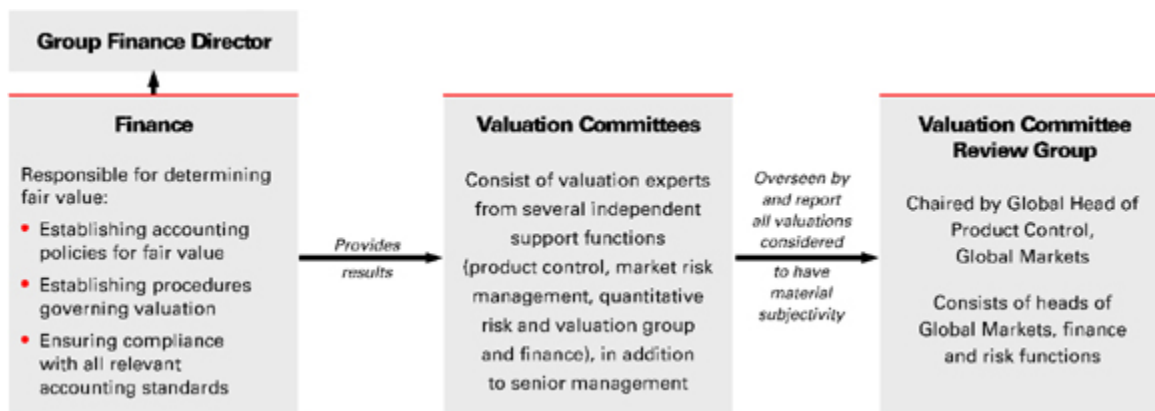 Group Finance Director
Finance
Responsible for determining
fair value:
• Establishing accounting
policies for fair value
• Establishing procedures
governing valuation
• Ensuring compliance
with all relevant
accounting standards
Provides
results
Valuation Committees
Consist of valuation experts
from several independent
support functions
(product control, market risk
management, quantitative
risk and valuation group
and finance), in addition
to senior management
Overseen by
and report
all valuations
considered
to have
material
subjectivity
Valuation Committee
Review Group
Chaired by Global Head of
Product Control,
Global Markets
Consists of heads of
Global Markets, finance
and risk functions